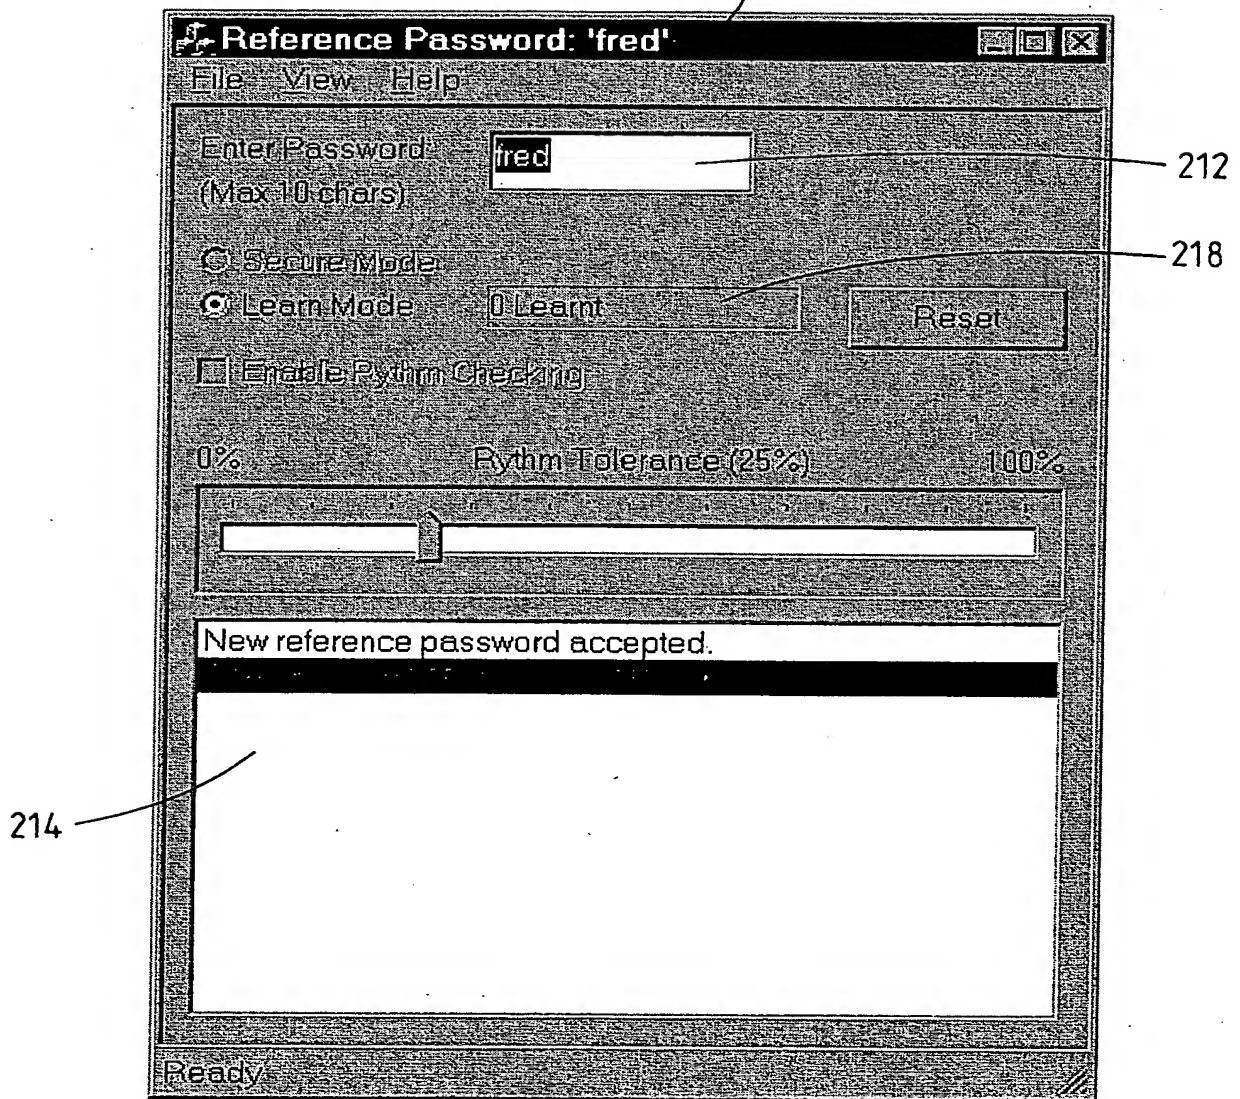 Reference Password: 'fred'
File View Help
Enter Password
(Max 10 chars)
fred
212
Secure Mode
218
Learn Mode 0 Learnt Reset
Enable Rythm Checking
0% Rythm Tolerance (25%) 100%
New reference password accepted.
214
Ready